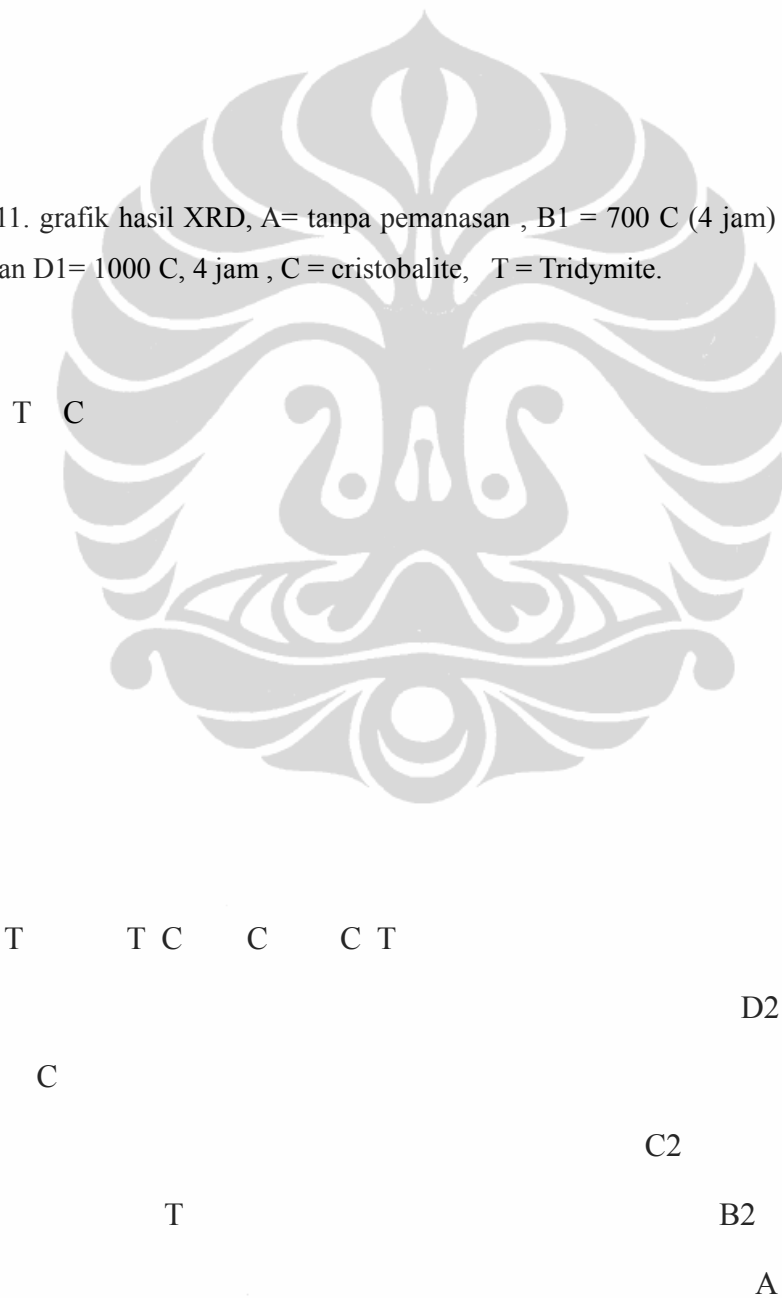 11. grafik hasil XRD, A= tanpa pemanasan , B1 = 700 C (4 jam)
an D1= 1000 C, 4 jam , C = cristobalite, T = Tridymite.
T C
T T C C C T
D2
C
C2
T B2
A